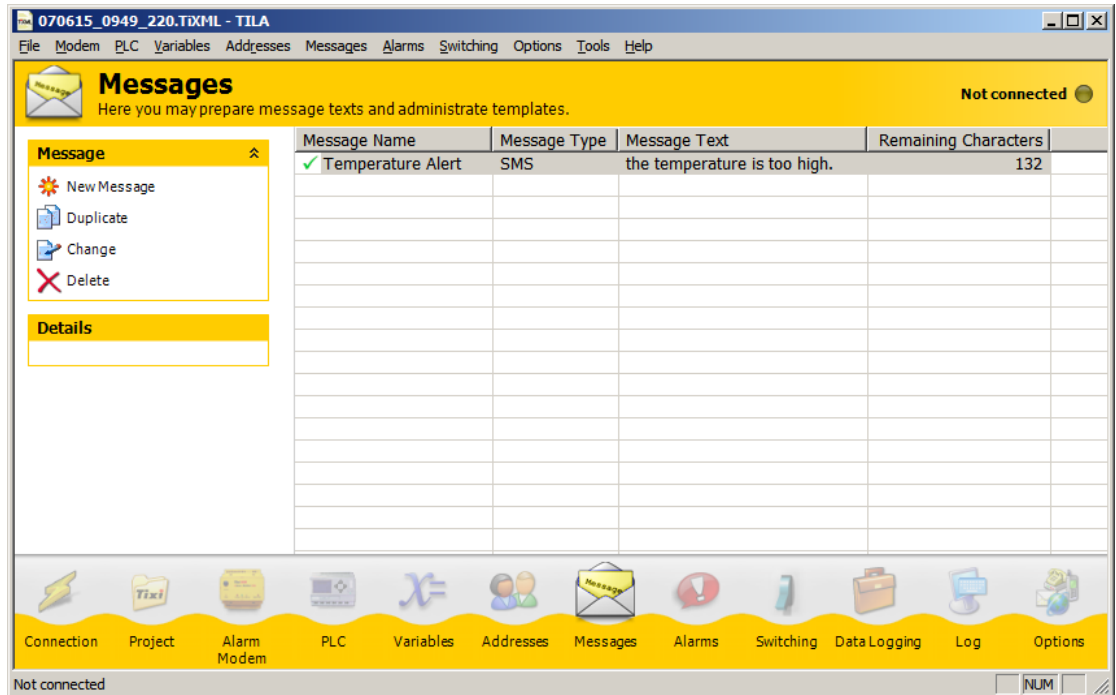 070615_0949_220.TiXML - TILA
File Modem PLC Variables Addresses Messages Alarms Switching Options Tools Help
Message
Messages
Here you may prepare message texts and administrate templates.
Not connected
Message
New Message
Duplicate
Change
Delete
Details
Message Name Message Type Message Text Remaining Characters
Temperature Alert SMS the temperature is too high. 132
Tixi
Message
Connection Project Alarm Modem PLC Variables Addresses Messages Alarms Switching Data Logging Log Options
Not connected NUM